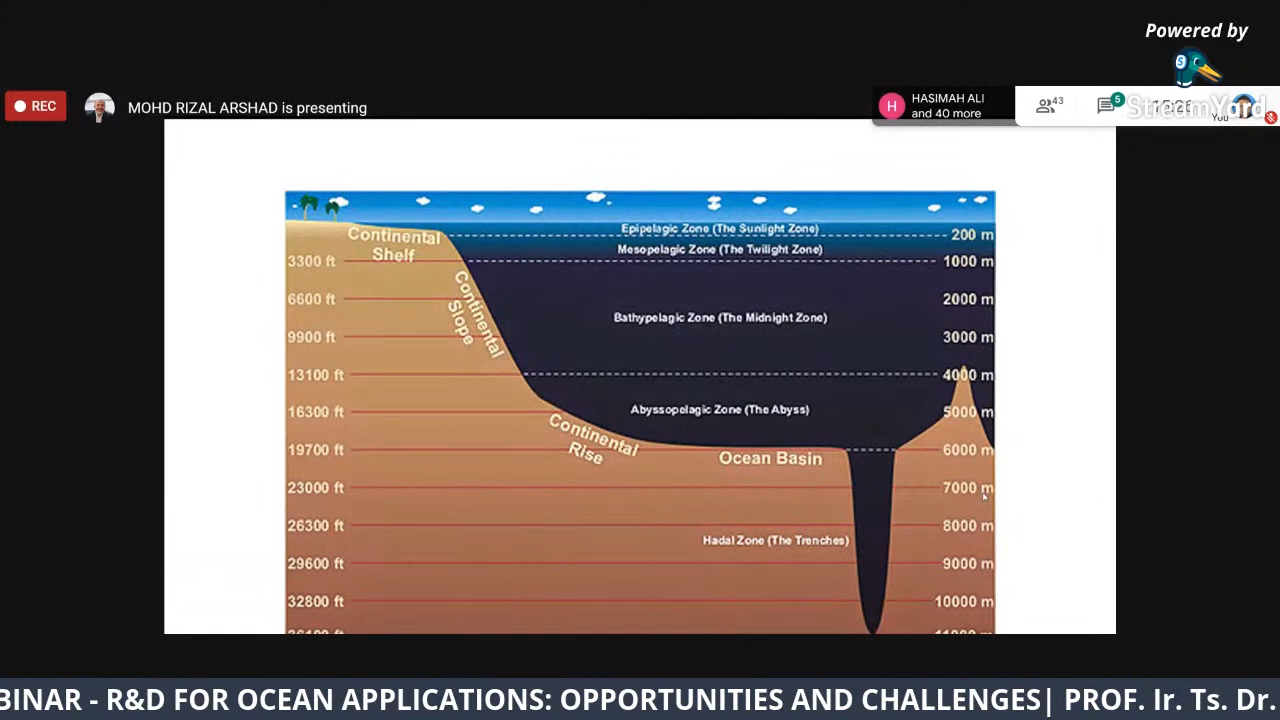 Powered by
S
StreamYard
REC
MOHD RIZAL ARSHAD is presenting
H
HASIMAH ALI
and 40 more
43
5
You
Epipelagic Zone (The Sunlight Zone)
Continental
Shelf
200 m
Mesopelagic Zone (The Twilight Zone)
3300 ft
1000 m
Continental
Slope
6600 ft
2000 m
Bathypelagic Zone (The Midnight Zone)
9900 ft
3000 m
13100 ft
4000 m
Abyssopelagic Zone (The Abyss)
16300 ft
5000 m
Continental
Rise
19700 ft
Ocean Basin
6000 m
23000 ft
7000 m
26300 ft
8000 m
Hadal Zone (The Trenches)
29600 ft
9000 m
32800 ft
10000 m
BINAR - R&D FOR OCEAN APPLICATIONS: OPPORTUNITIES AND CHALLENGES| PROF. Ir. Ts. Dr.